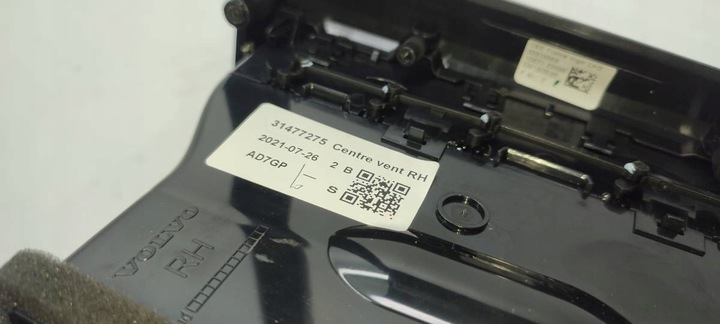 31477275 Centre vent RH
2021-07-26 2 B
AD7GP S
VOLVO
RH